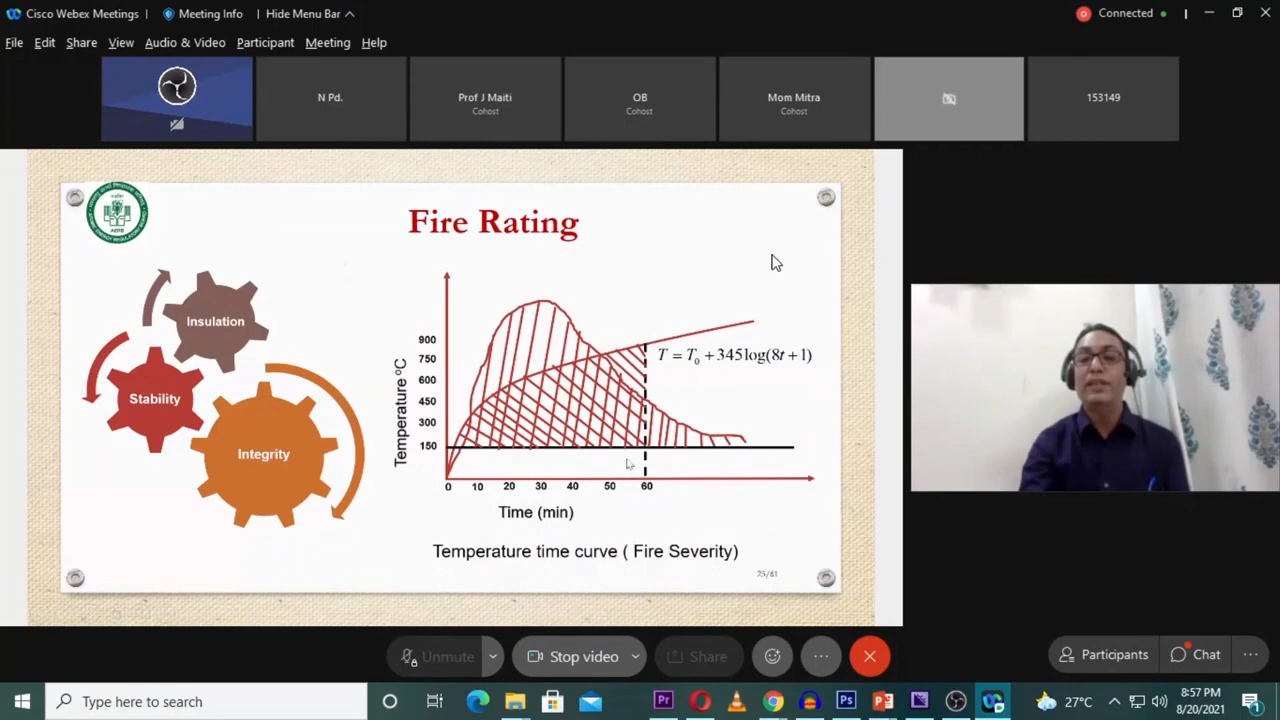 Cisco Webex Meetings | Meeting Info | Hide Menu Bar
Connected
File Edit Share View Audio & Video Participant Meeting Help
N Pd.
Prof J Maiti
Cohost
OB
Cohost
Mom Mitra
Cohost
153149
AERB
Fire Rating
Insulation
Stability
Integrity
Temperature ºC
900
750
600
450
300
150
T = T₀ + 345log(8t + 1)
0 10 20 30 40 50 60
Time (min)
Temperature time curve ( Fire Severity)
25/61
Unmute Stop video Share Participants Chat
Type here to search
27°C
8:57 PM
8/20/2021
1